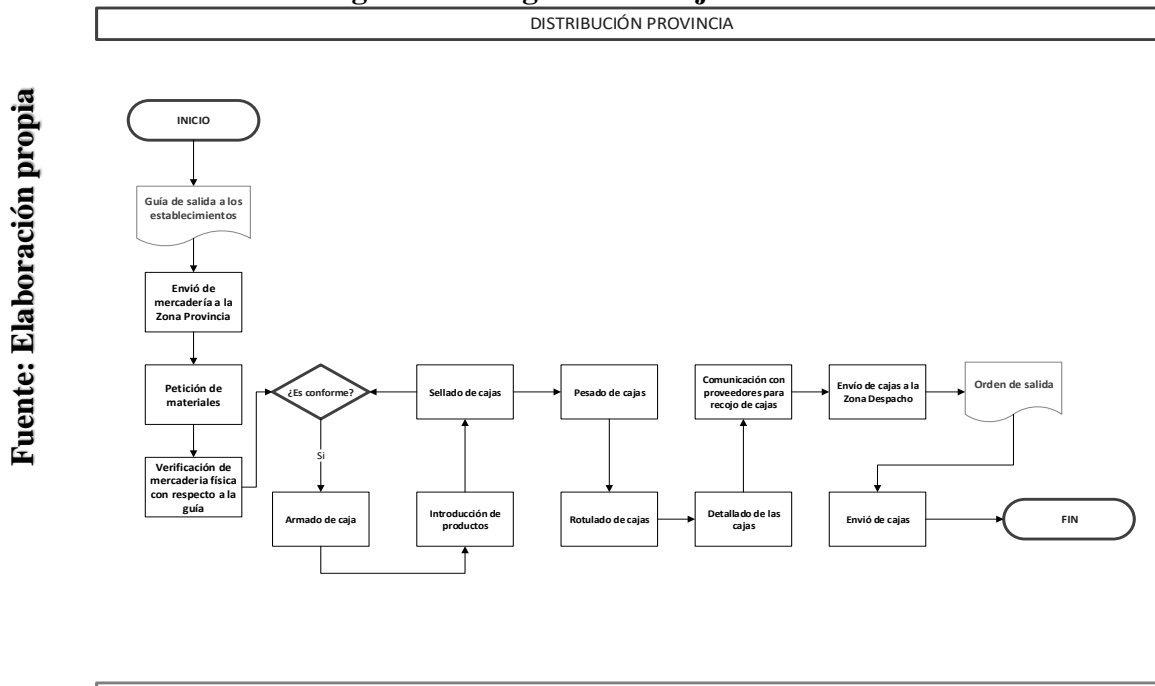 DISTRIBUCIÓN PROVINCIA
Fuente: Elaboración propia
INICIO
Guía de salida a los
establecimientos
Envió de
mercadería a la
Zona Provincia
Petición de
materiales
Verificación de
mercaderia física
con respecto a la
guía
¿Es conforme?
Si
Armado de caja
Introducción de
productos
Sellado de cajas
Pesado de cajas
Rotulado de cajas
Detallado de las
cajas
Comunicación con
proveedores para
recojo de cajas
Envío de cajas a la
Zona Despacho
Orden de salida
Envió de cajas
FIN